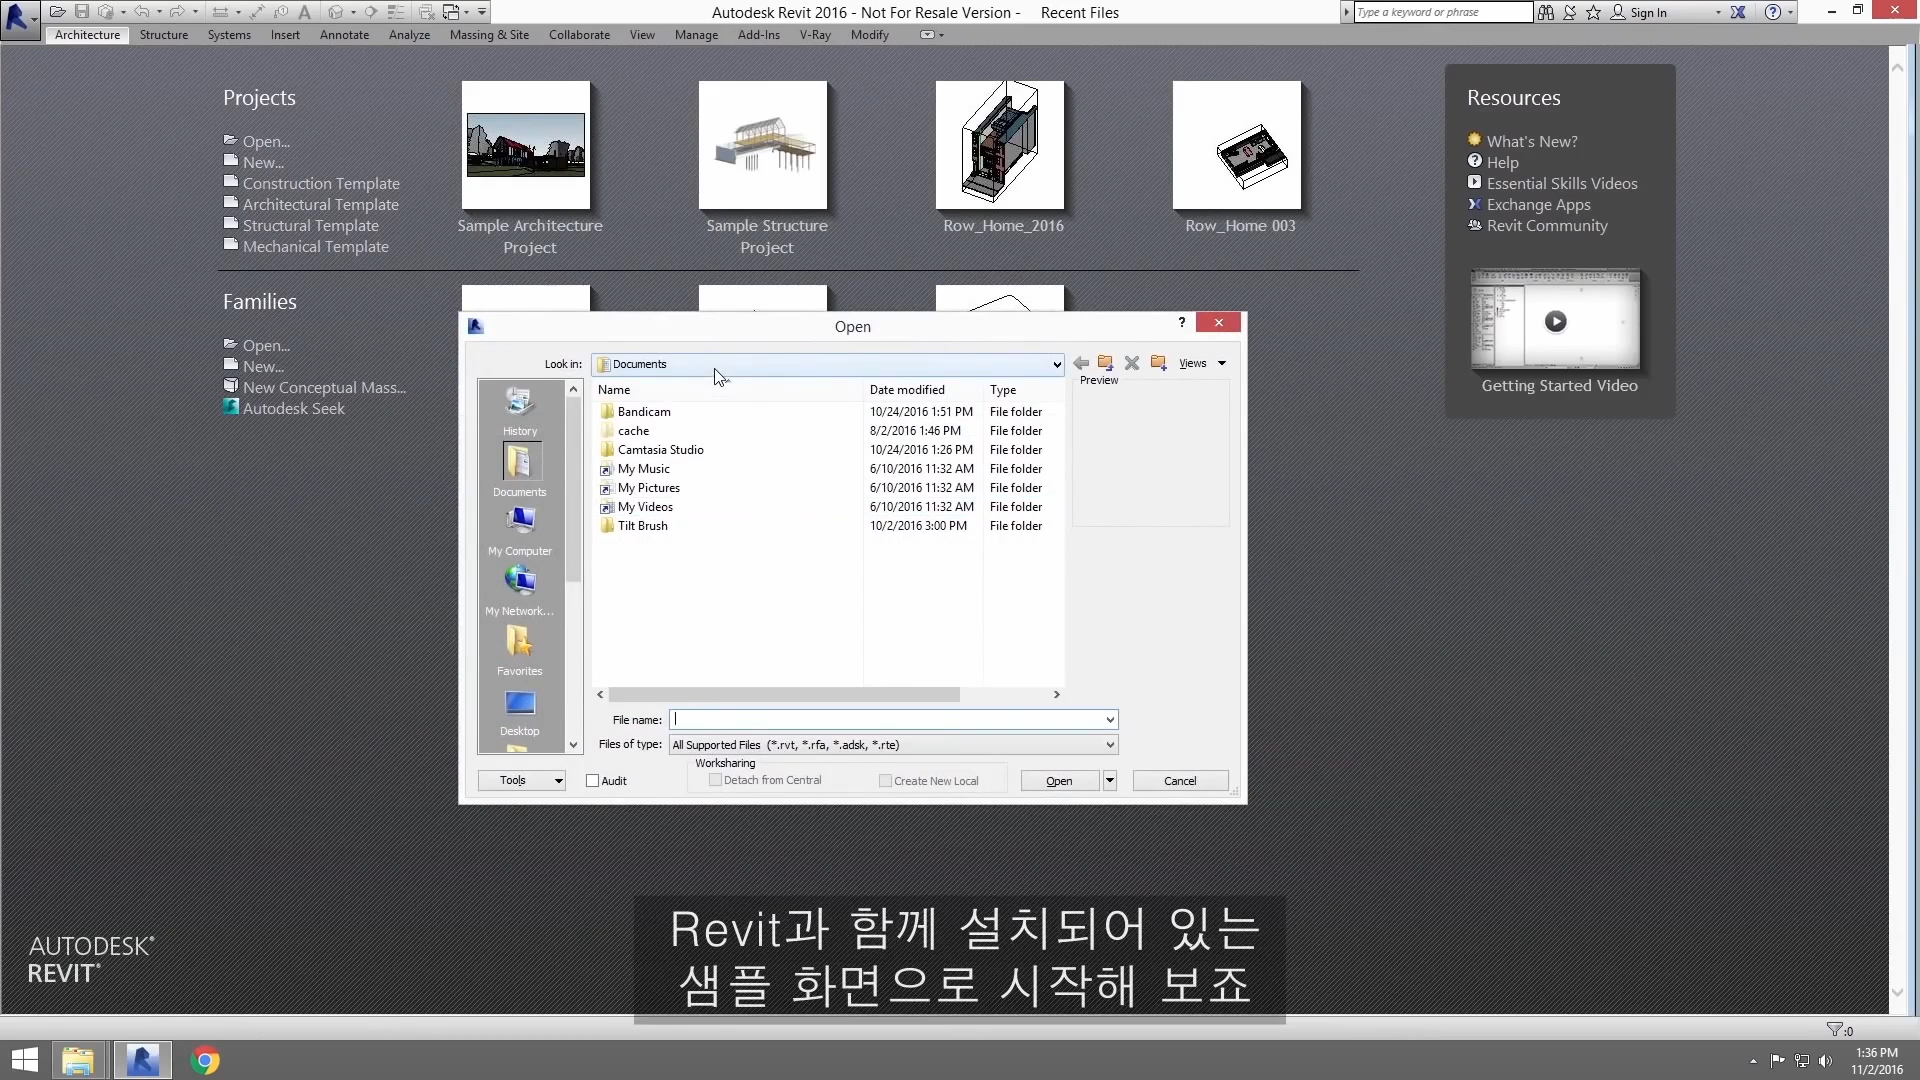 Autodesk Revit 2016 - Not For Resale Version - Recent Files
Type a keyword or phrase
Sign In
Architecture Structure Systems Insert Annotate Analyze Massing & Site Collaborate View Manage Add-Ins V-Ray Modify
Projects
Open...
New...
Construction Template
Architectural Template
Structural Template
Mechanical Template
Sample Architecture
Project
Sample Structure
Project
Row_Home_2016
Row_Home 003
Resources
What's New?
Help
Essential Skills Videos
Exchange Apps
Revit Community
Getting Started Video
Families
Open...
New...
New Conceptual Mass...
Autodesk Seek
Open
Look in: Documents
Views
Preview
History
Documents
My Computer
My Network...
Favorites
Desktop
Name Date modified Type
Bandicam 10/24/2016 1:51 PM File folder
cache 8/2/2016 1:46 PM File folder
Camtasia Studio 10/24/2016 1:26 PM File folder
My Music 6/10/2016 11:32 AM File folder
My Pictures 6/10/2016 11:32 AM File folder
My Videos 6/10/2016 11:32 AM File folder
Tilt Brush 10/2/2016 3:00 PM File folder
File name:
Files of type: All Supported Files (*.rvt, *.rfa, *.adsk, *.rte)
Worksharing
Tools Audit Detach from Central Create New Local Open Cancel
Revit과 함께 설치되어 있는
샘플 화면으로 시작해 보죠
AUTODESK®
REVIT®
:0
1:36 PM
11/2/2016